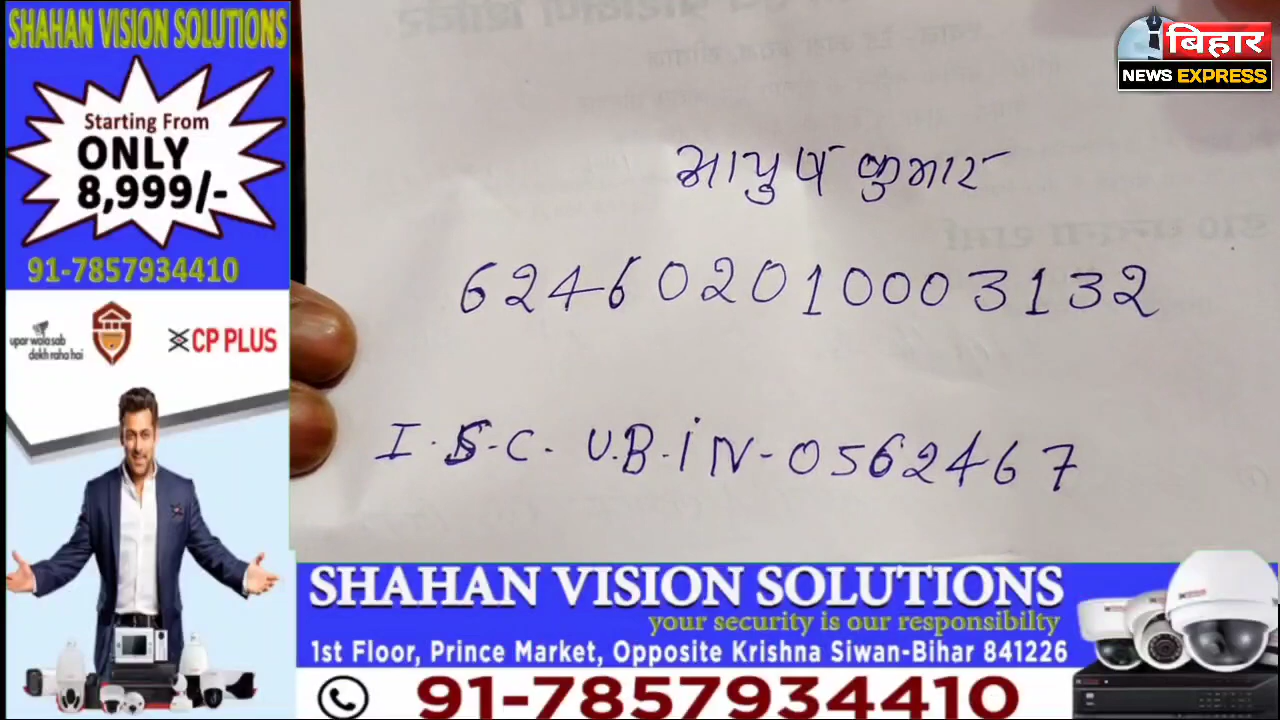 SHAHAN VISION SOLUTIONS
Starting From
ONLY
8,999/-
91-7857934410
upar wala sab
dekh raha hai
CP PLUS
बिहार
NEWS EXPRESS
आयुष कुमार
624602010003132
I.S.C. U.B.IN-0562467
SHAHAN VISION SOLUTIONS
your security is our responsibilty
1st Floor, Prince Market, Opposite Krishna Siwan-Bihar 841226
91-7857934410